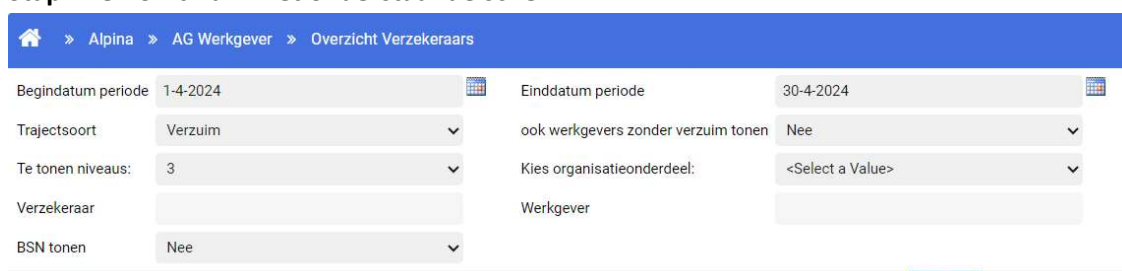 » Alpina » AG Werkgever » Overzicht Verzekeraars
Begindatum periode 1-4-2024 Einddatum periode 30-4-2024
Trajectsoort Verzuim ook werkgevers zonder verzuim tonen Nee
Te tonen niveaus: 3 Kies organisatieonderdeel: <Select a Value>
Verzekeraar Werkgever
BSN tonen Nee